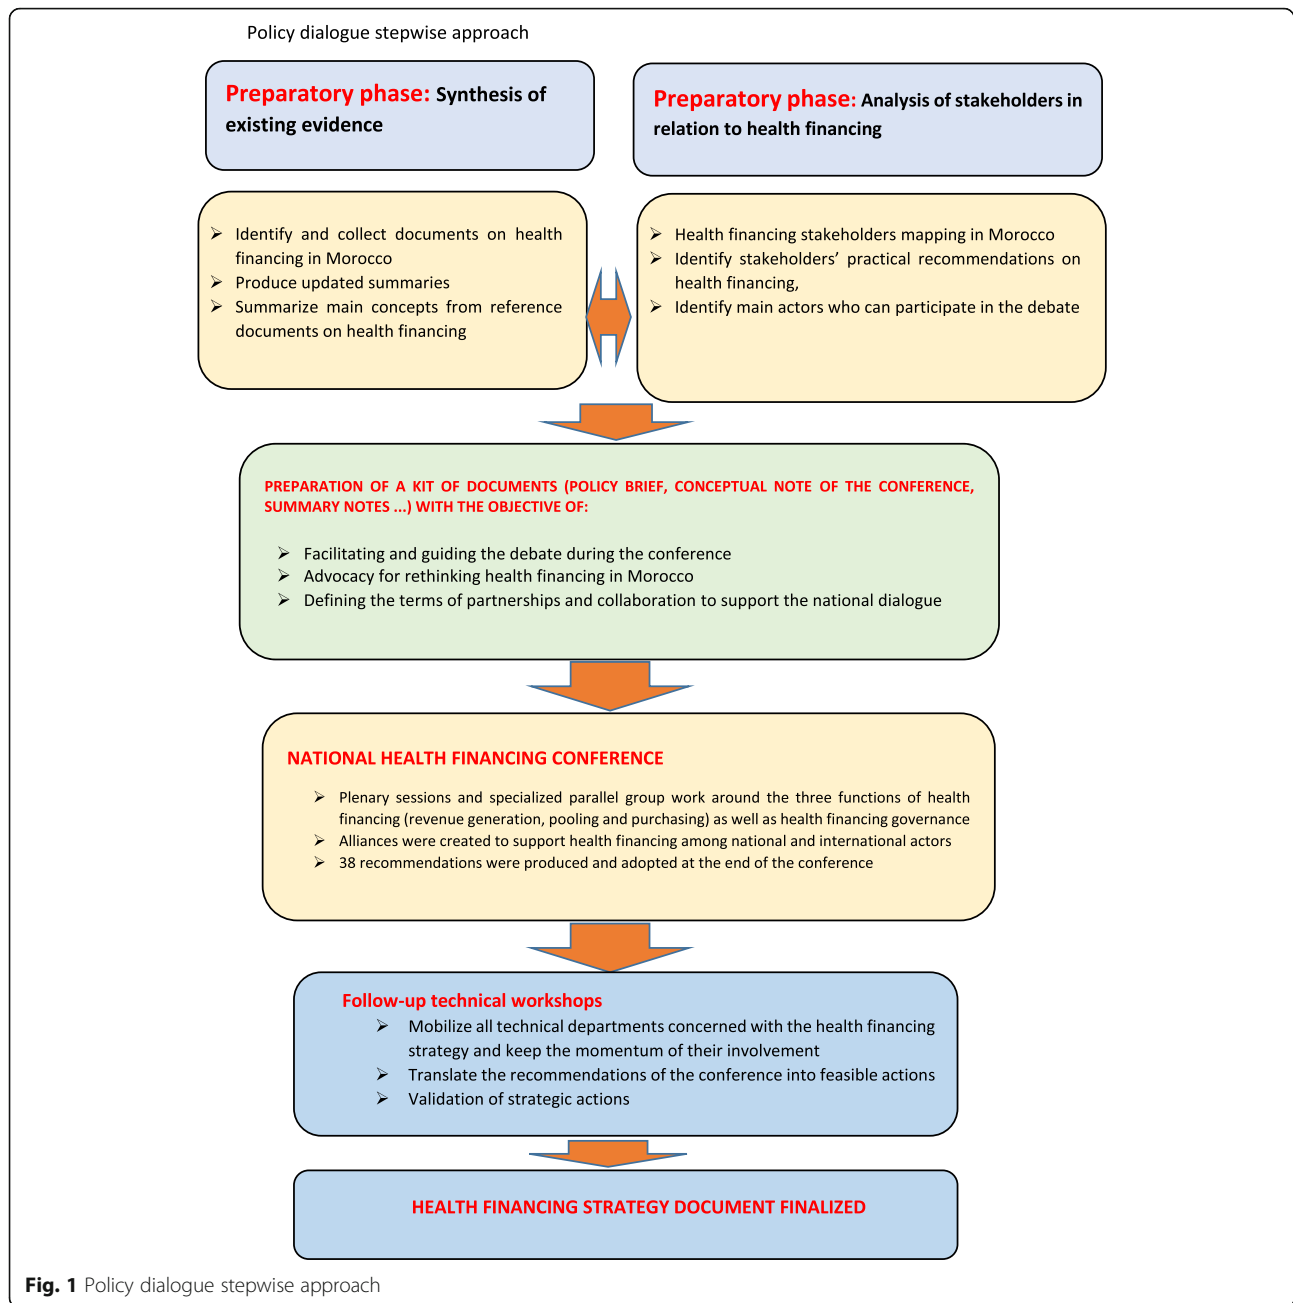 Policy dialogue stepwise approach
Preparatory phase: Synthesis of
existing evidence
Preparatory phase: Analysis of stakeholders in
relation to health financing
➢ Identify and collect documents on health
financing in Morocco
➢ Produce updated summaries
➢ Summarize main concepts from reference
documents on health financing
➢ Health financing stakeholders mapping in Morocco
➢ Identify stakeholders’ practical recommendations on
health financing,
➢ Identify main actors who can participate in the debate
PREPARATION OF A KIT OF DOCUMENTS (POLICY BRIEF, CONCEPTUAL NOTE OF THE CONFERENCE,
SUMMARY NOTES ...) WITH THE OBJECTIVE OF:
➢ Facilitating and guiding the debate during the conference
➢ Advocacy for rethinking health financing in Morocco
➢ Defining the terms of partnerships and collaboration to support the national dialogue
NATIONAL HEALTH FINANCING CONFERENCE
➢ Plenary sessions and specialized parallel group work around the three functions of health
financing (revenue generation, pooling and purchasing) as well as health financing governance
➢ Alliances were created to support health financing among national and international actors
➢ 38 recommendations were produced and adopted at the end of the conference
Follow-up technical workshops
➢ Mobilize all technical departments concerned with the health financing
strategy and keep the momentum of their involvement
➢ Translate the recommendations of the conference into feasible actions
➢ Validation of strategic actions
HEALTH FINANCING STRATEGY DOCUMENT FINALIZED
Fig. 1 Policy dialogue stepwise approach